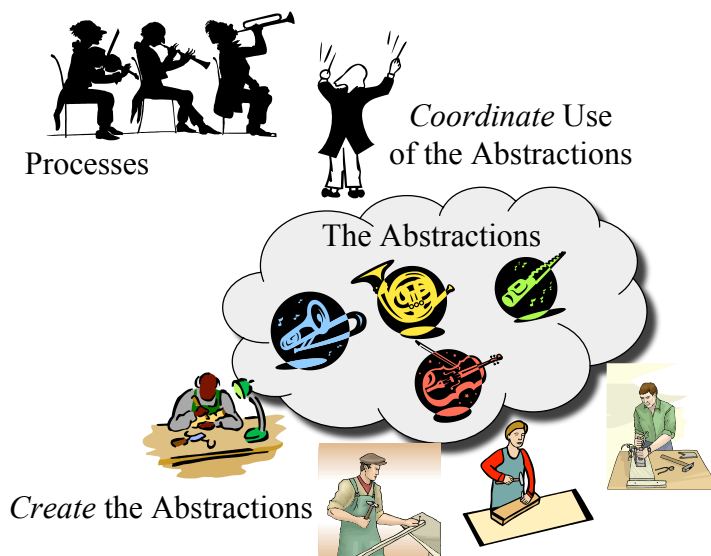 Processes
Coordinate Use
of the Abstractions
The Abstractions
Create the Abstractions